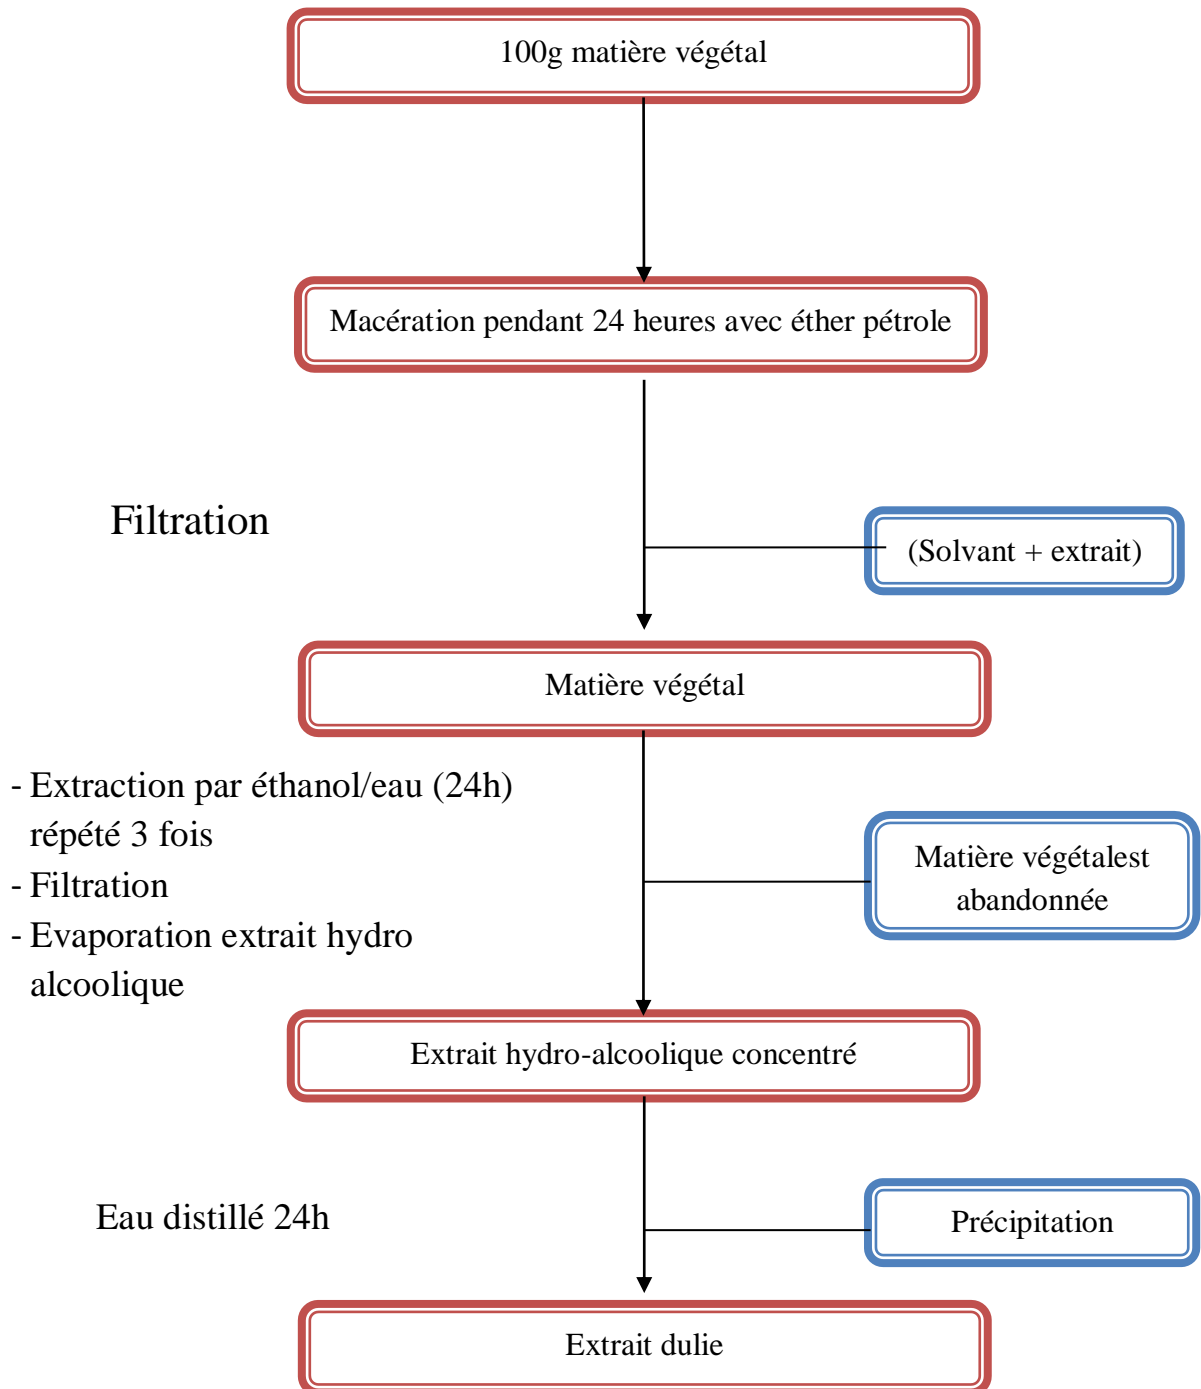 100g matière végétal
Macération pendant 24 heures avec éther pétrole
Filtration
(Solvant + extrait)
Matière végétal
- Extraction par éthanol/eau (24h)
répété 3 fois
- Filtration
- Evaporation extrait hydro
alcoolique
Matière végétalest
abandonnée
Extrait hydro-alcoolique concentré
Eau distillé 24h
Précipitation
Extrait dulie